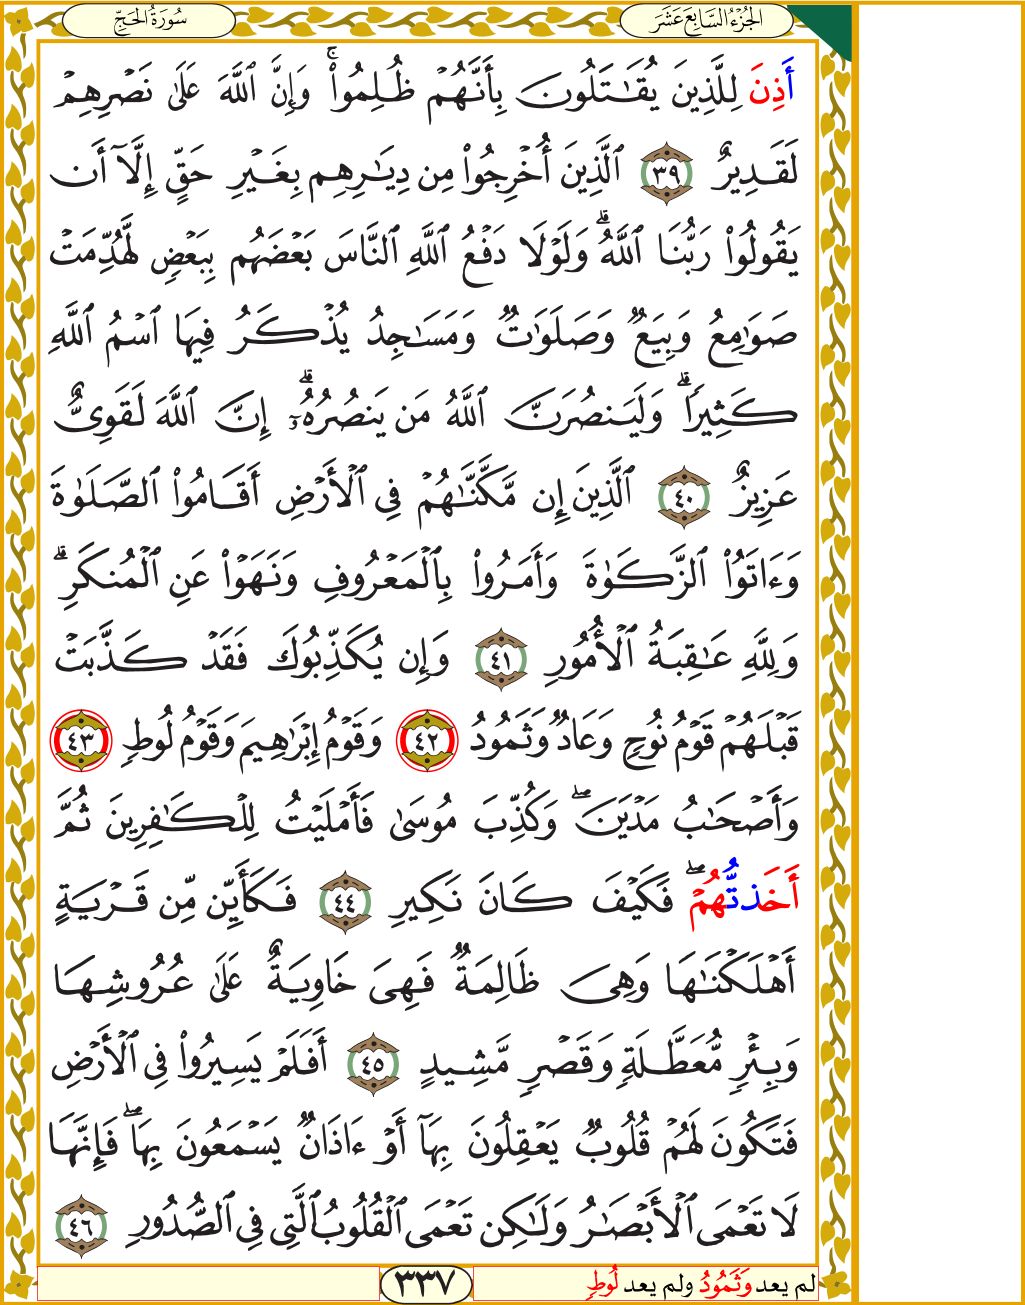 الجُزْءُ السَّابِعَ عَشَرَ
سُورَةُ الحَجِّ
أَذِنَ لِلَّذِينَ يُقَٰتَلُونَ بِأَنَّهُمْ ظُلِمُوا۟ۚ وَإِنَّ ٱللَّهَ عَلَىٰ نَصْرِهِمْ
لَقَدِيرٌ ٣٩ ٱلَّذِينَ أُخْرِجُوا۟ مِن دِيَٰرِهِم بِغَيْرِ حَقٍّ إِلَّآ أَن
يَقُولُوا۟ رَبُّنَا ٱللَّهُۗ وَلَوْلَا دَفْعُ ٱللَّهِ ٱلنَّاسَ بَعْضَهُم بِبَعْضٍ لَّهُدِّمَتْ
صَوَٰمِعُ وَبِيَعٌ وَصَلَوَٰتٌ وَمَسَٰجِدُ يُذْكَرُ فِيهَا ٱسْمُ ٱللَّهِ
كَثِيرًاۗ وَلَيَنصُرَنَّ ٱللَّهُ مَن يَنصُرُهُۥٓۗ إِنَّ ٱللَّهَ لَقَوِىٌّ
عَزِيزٌ ٤٠ ٱلَّذِينَ إِن مَّكَّنَّٰهُمْ فِي ٱلْأَرْضِ أَقَامُوا۟ ٱلصَّلَوٰةَ
وَءَاتَوُا۟ ٱلزَّكَوٰةَ وَأَمَرُوا۟ بِٱلْمَعْرُوفِ وَنَهَوْا۟ عَنِ ٱلْمُنكَرِۗ
وَلِلَّهِ عَٰقِبَةُ ٱلْأُمُورِ ٤١ وَإِن يُكَذِّبُوكَ فَقَدْ كَذَّبَتْ
قَبْلَهُمْ قَوْمُ نُوحٍ وَعَادٌ وَثَمُودُ ٤٢ وَقَوْمُ إِبْرَٰهِيمَ وَقَوْمُ لُوطٍ ٤٣
وَأَصْحَٰبُ مَدْيَنَۖ وَكُذِّبَ مُوسَىٰ فَأَمْلَيْتُ لِلْكَٰفِرِينَ ثُمَّ
أَخَذتُّهُمْۖ فَكَيْفَ كَانَ نَكِيرِ ٤٤ فَكَأَيِّن مِّن قَرْيَةٍ
أَهْلَكْنَٰهَا وَهِىَ ظَالِمَةٌ فَهِىَ خَاوِيَةٌ عَلَىٰ عُرُوشِهَا
وَبِئْرٍ مُّعَطَّلَةٍ وَقَصْرٍ مَّشِيدٍ ٤٥ أَفَلَمْ يَسِيرُوا۟ فِي ٱلْأَرْضِ
فَتَكُونَ لَهُمْ قُلُوبٌ يَعْقِلُونَ بِهَآ أَوْ ءَاذَانٌ يَسْمَعُونَ بِهَاۖ فَإِنَّهَا
لَا تَعْمَى ٱلْأَبْصَٰرُ وَلَٰكِن تَعْمَى ٱلْقُلُوبُ ٱلَّتِي فِي ٱلصُّدُورِ ٤٦
لم يعد وَثَمُودُ ولم يعد لُوطٍ
٣٣٧